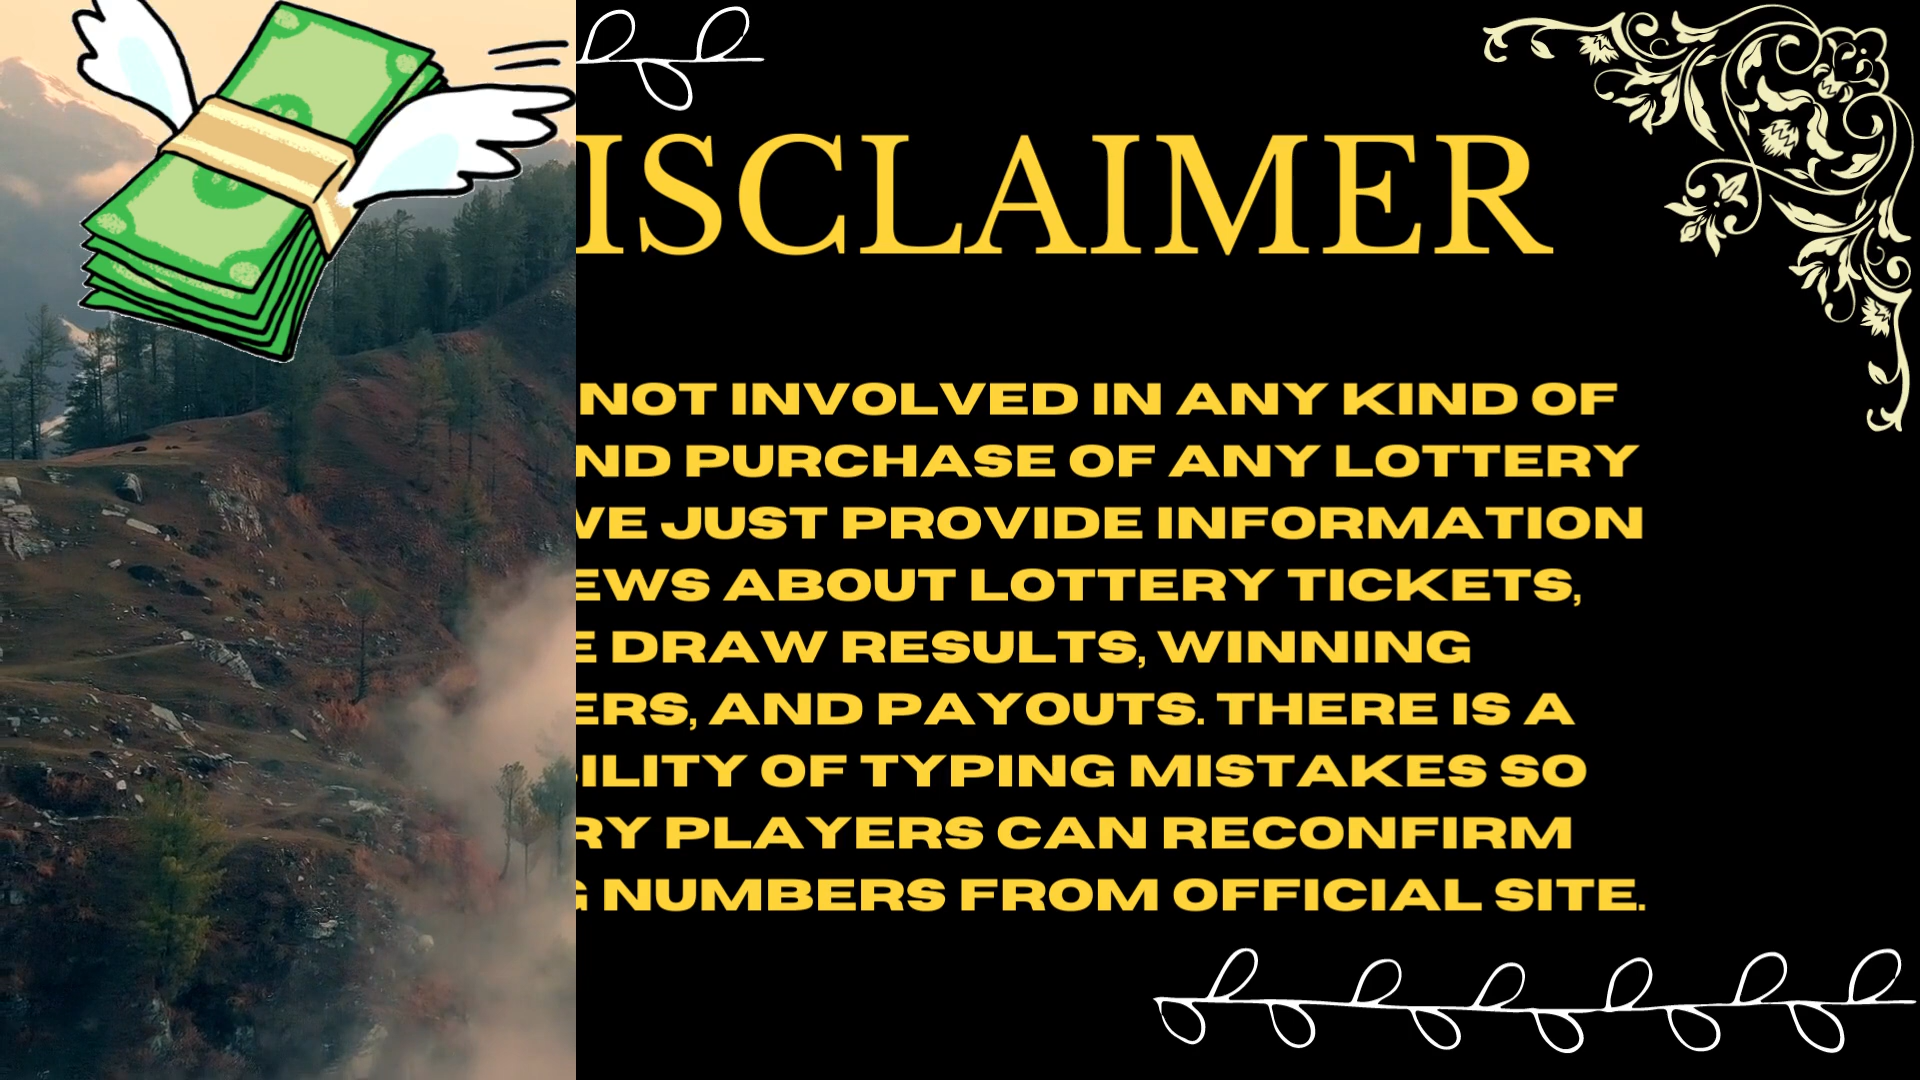 ISCLAIMER
NOT INVOLVED IN ANY KIND OF
ND PURCHASE OF ANY LOTTERY
VE JUST PROVIDE INFORMATION
EWS ABOUT LOTTERY TICKETS,
E DRAW RESULTS, WINNING
ERS, AND PAYOUTS. THERE IS A
ILITY OF TYPING MISTAKES SO
RY PLAYERS CAN RECONFIRM
G NUMBERS FROM OFFICIAL SITE.